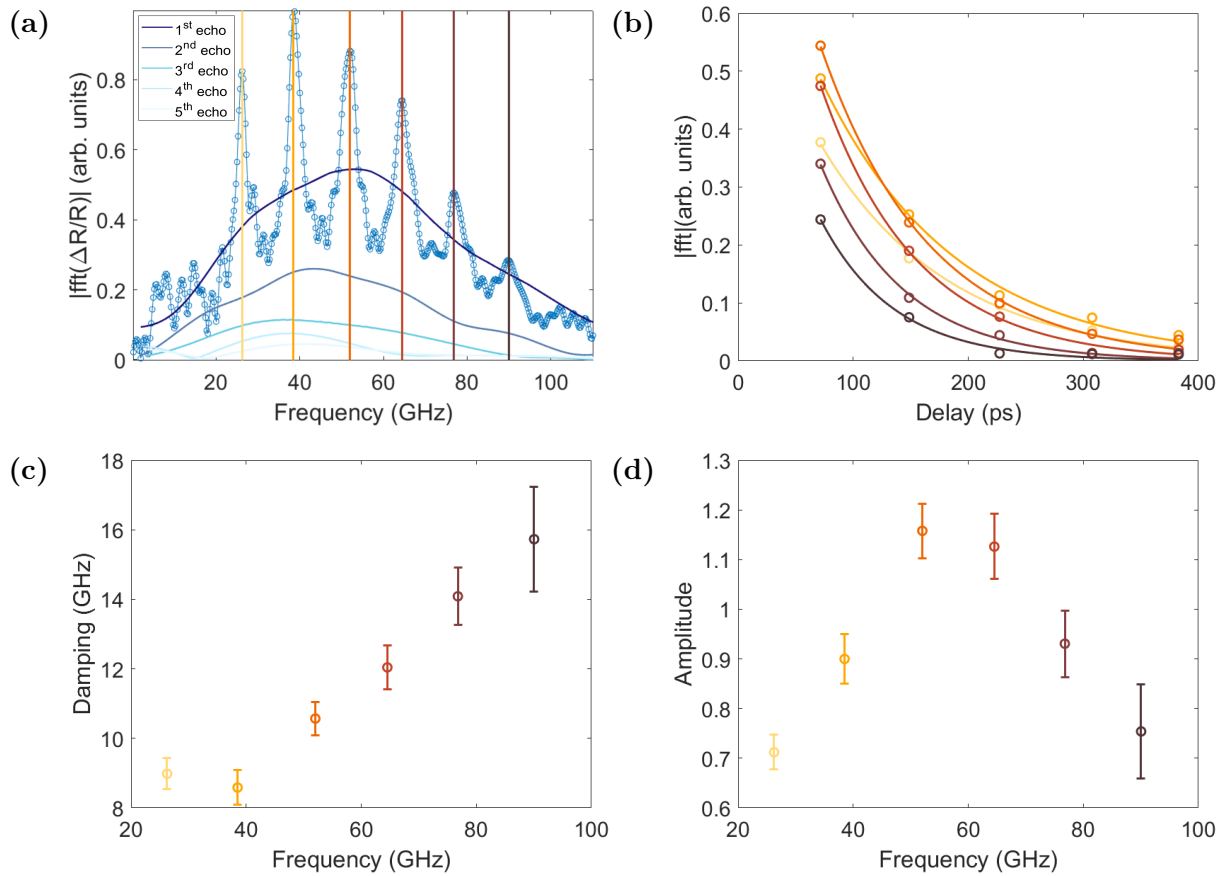 (a)
|fft(ΔR/R)| (arb. units)
0.8
0.6
0.4
0.2
0
1st echo
2nd echo
3rd echo
4th echo
5th echo
20 40 60 80 100
Frequency (GHz)
(b)
|fft|(arb. units)
0.6
0.5
0.4
0.3
0.2
0.1
0
0 100 200 300 400
Delay (ps)
(c)
Damping (GHz)
18
16
14
12
10
8
20 40 60 80 100
Frequency (GHz)
(d)
Amplitude
1.3
1.2
1.1
1
0.9
0.8
0.7
0.6
20 40 60 80 100
Frequency (GHz)